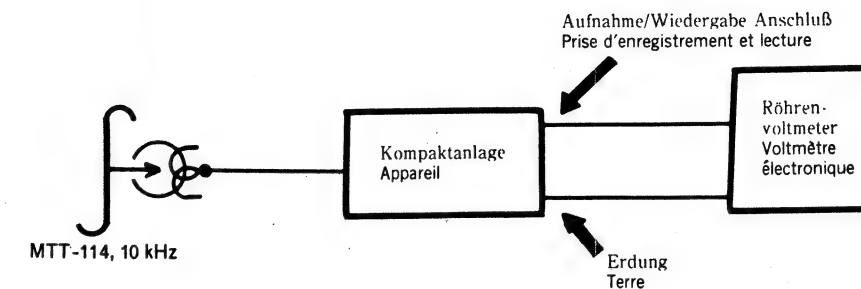 Aufnahme/Wiedergabe Anschluß
Prise d'enregistrement et lecture
Kompaktanlage
Appareil
Röhren-
voltmeter
Voltmètre
électronique
MTT-114, 10 kHz
Erdung
Terre